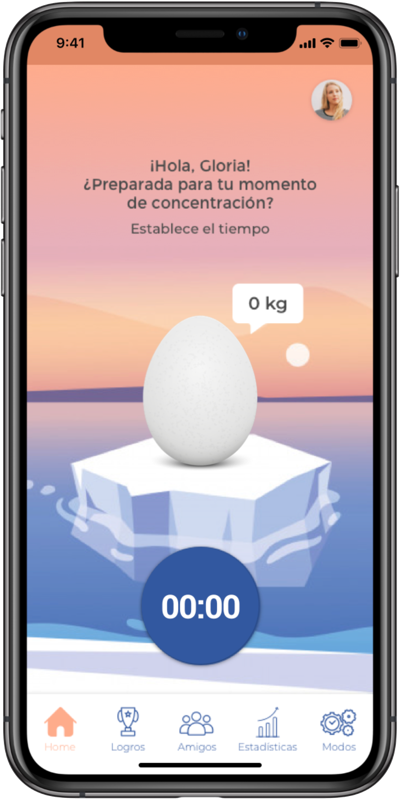 9:41
¡Hola, Gloria!
¿Preparada para tu momento
de concentración?
Establece el tiempo
0 kg
00:00
Home Logros Amigos Estadísticas Modos